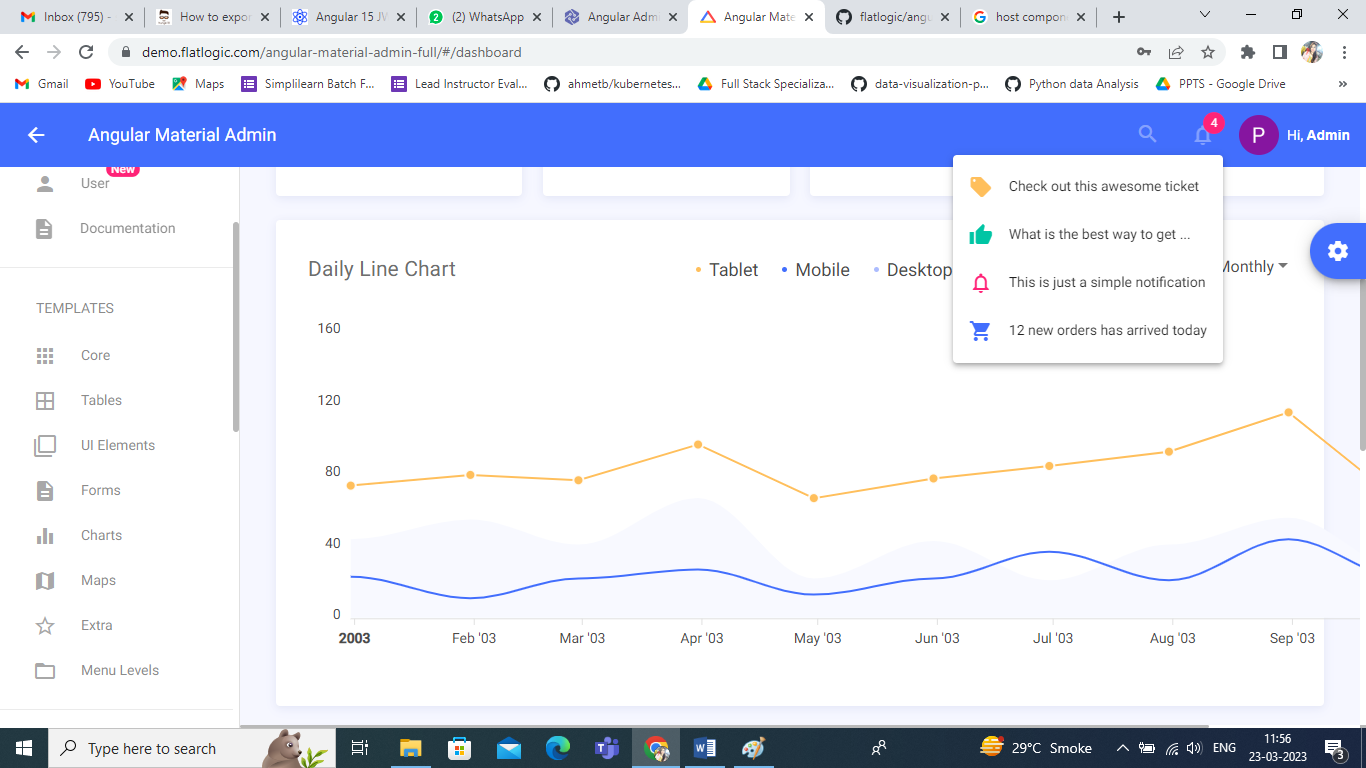 Inbox (795) -
How to expor
Angular 15 JW
(2) WhatsApp
Angular Admi
Angular Mate
flatlogic/angu
host compon
demo.flatlogic.com/angular-material-admin-full/#/dashboard
Gmail
YouTube
Maps
Simplilearn Batch F...
Lead Instructor Eval...
ahmetb/kubernetes...
Full Stack Specializa...
data-visualization-p...
Python data Analysis
PPTS - Google Drive
»
Angular Material Admin
4
P
Hi, Admin
New
User
Documentation
TEMPLATES
Core
Tables
UI Elements
Forms
Charts
Maps
Extra
Menu Levels
Check out this awesome ticket
What is the best way to get ...
This is just a simple notification
12 new orders has arrived today
Daily Line Chart
Tablet
Mobile
Desktop
Monthly
160
120
80
40
0
2003
Feb '03
Mar '03
Apr '03
May '03
Jun '03
Jul '03
Aug '03
Sep '03
Type here to search
29°C Smoke
ENG
11:56
23-03-2023
3